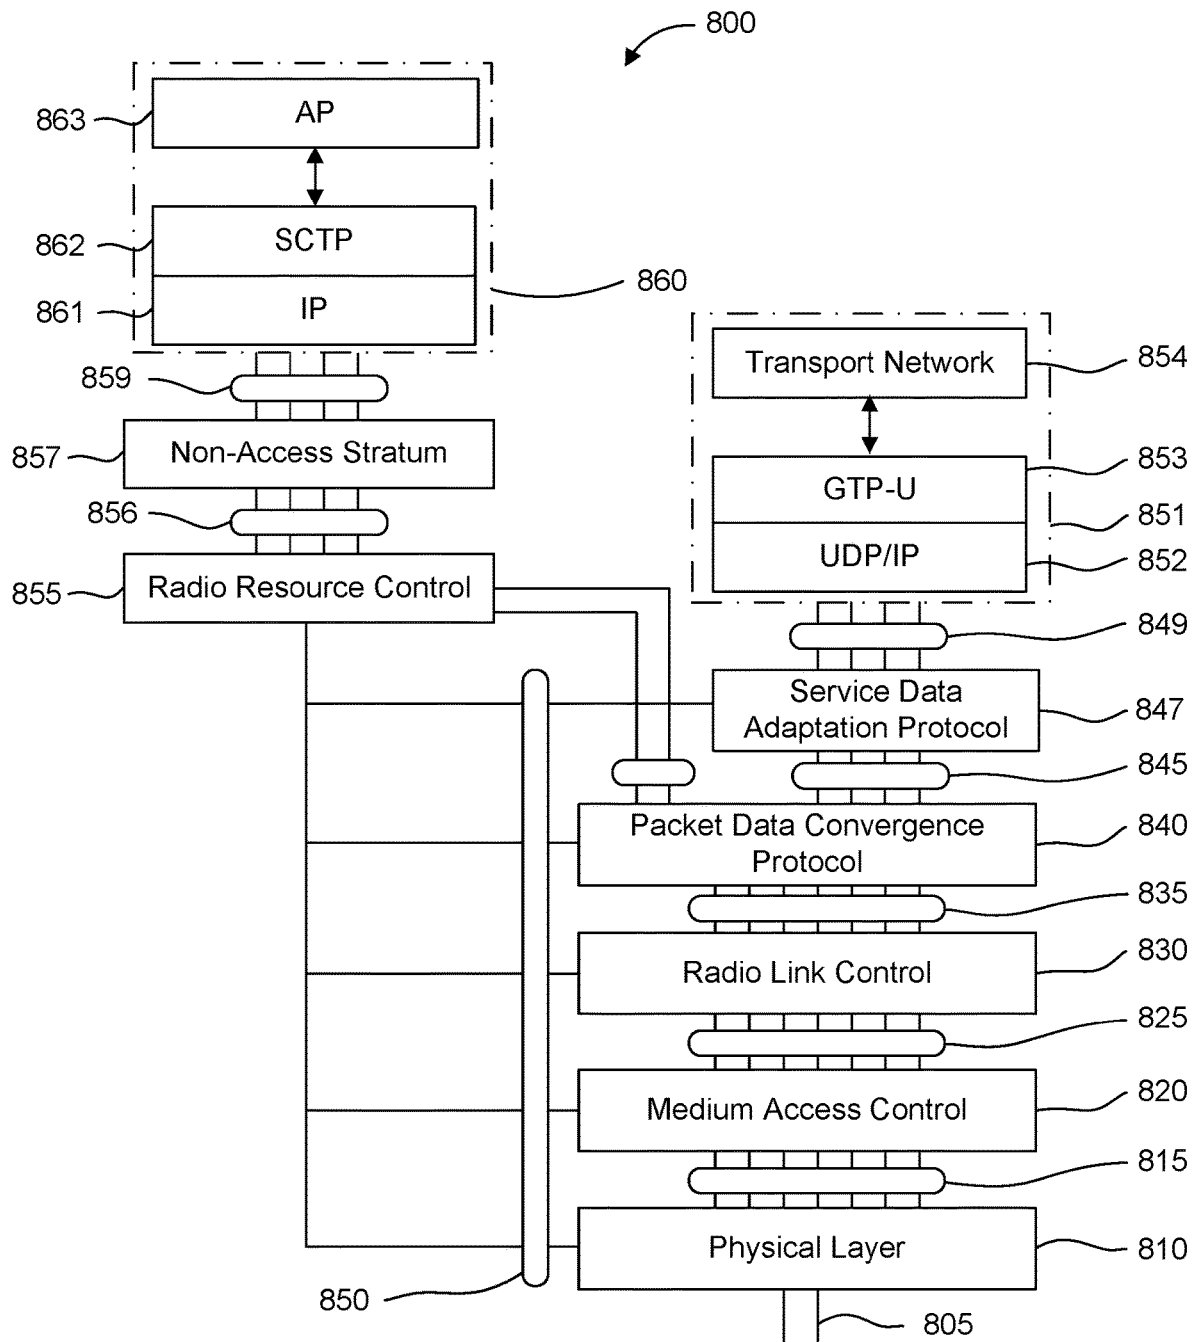 800
863
AP
862
SCTP
861
IP
860
859
857
Non-Access Stratum
856
855
Radio Resource Control
Transport Network
854
853
GTP-U
851
UDP/IP
852
849
Service Data
Adaptation Protocol
847
845
Packet Data Convergence
Protocol
840
835
Radio Link Control
830
825
Medium Access Control
820
815
Physical Layer
810
850
805